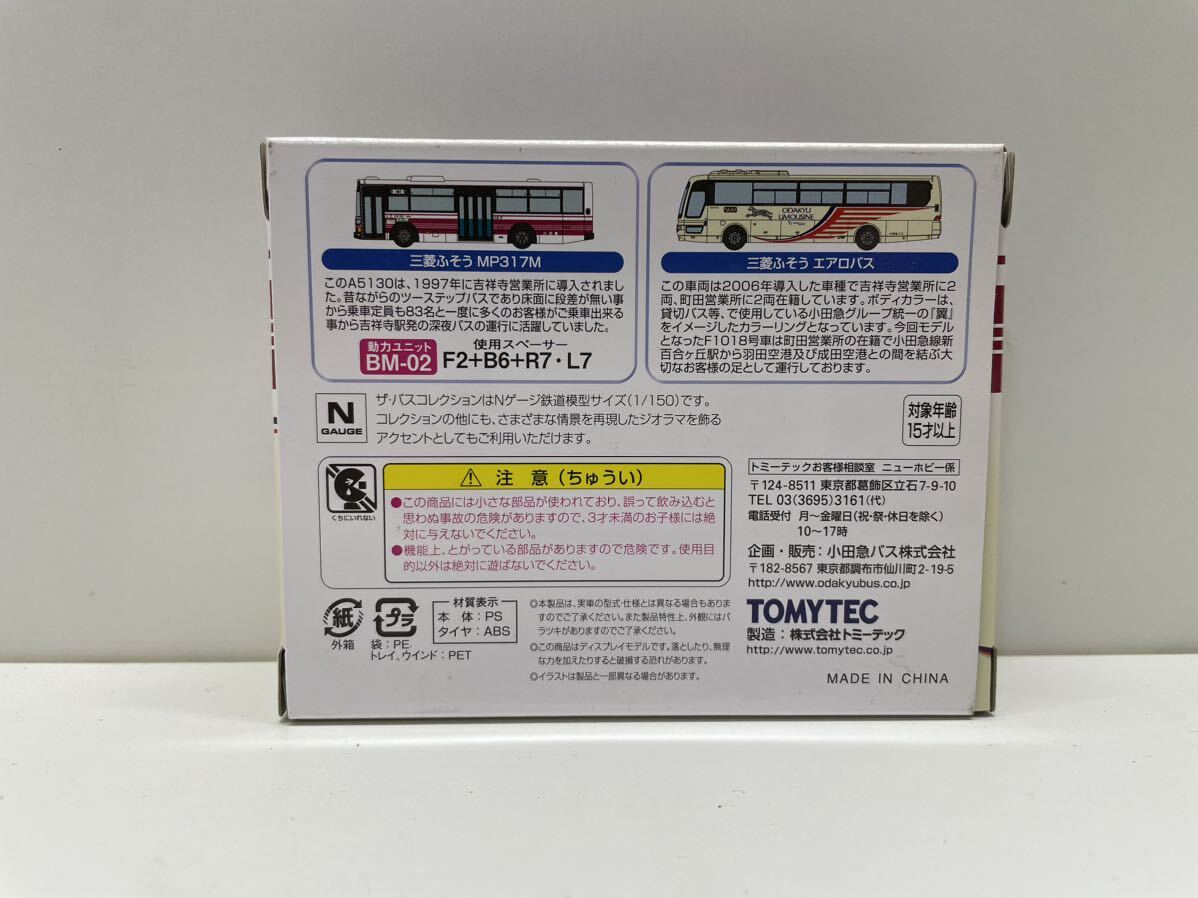 ODAKYU
LIMOUSINE
三菱ふそう MP317M
このA5130は、1997年に吉祥寺営業所に導入されまし
た。昔ながらのツーステップバスであり床面に段差が無い事
から乗車定員も83名と一度に多くのお客様がご乗車出来る
事から吉祥寺駅発の深夜バスの運行に活躍していました。
動力ユニット
BM-02
使用スペーサー
F2+B6+R7・L7
三菱ふそう エアロバス
この車両は2006年導入した車種で吉祥寺営業所に2
両、町田営業所に2両在籍しています。ボディカラーは、
貸切バス等、で使用している小田急グループ統一の『翼』
をイメージしたカラーリングとなっています。今回モデル
となったF1018号車は町田営業所の在籍で小田急線新
百合ヶ丘駅から羽田空港及び成田空港との間を結ぶ大
切なお客様の足として運行しております。
N
GAUGE
ザ・バスコレクションはNゲージ鉄道模型サイズ(1/150)です。
コレクションの他にも、さまざまな情景を再現したジオラマを飾る
アクセントとしてもご利用いただけます。
対象年齢
15才以上
くちにいれない
注 意 (ちゅうい)
●この商品には小さな部品が使われており、誤って飲み込むと
思わぬ事故の危険がありますので、3才未満のお子様には絶
対に与えないでください。
●機能上、とがっている部品がありますので危険です。使用目
的以外は絶対に遊ばないでください。
トミーテックお客様相談室 ニューホビー係
〒124-8511 東京都葛飾区立石7-9-10
TEL 03(3695)3161(代)
電話受付 月～金曜日(祝・祭・休日を除く)
10～17時
企画・販売：小田急バス株式会社
〒182-8567 東京都調布市仙川町2-19-5
http://www.odakyubus.co.jp
紙
外箱
プラ
袋：PE
トレイ、ウインド：PET
材質表示
本 体：PS
タイヤ：ABS
◎本製品は、実車の型式・仕様とは異なる場合もありま
すのでご了承ください。また製品特性上、外観にはバ
ラツキがありますのでご了承ください。
◎この商品はディスプレイモデルです。落としたり、無理
な力を加えたりすると破損する恐れがあります。
◎イラストは製品と一部異なる場合があります。
TOMYTEC
製造：株式会社トミーテック
http://www.tomytec.co.jp
MADE IN CHINA